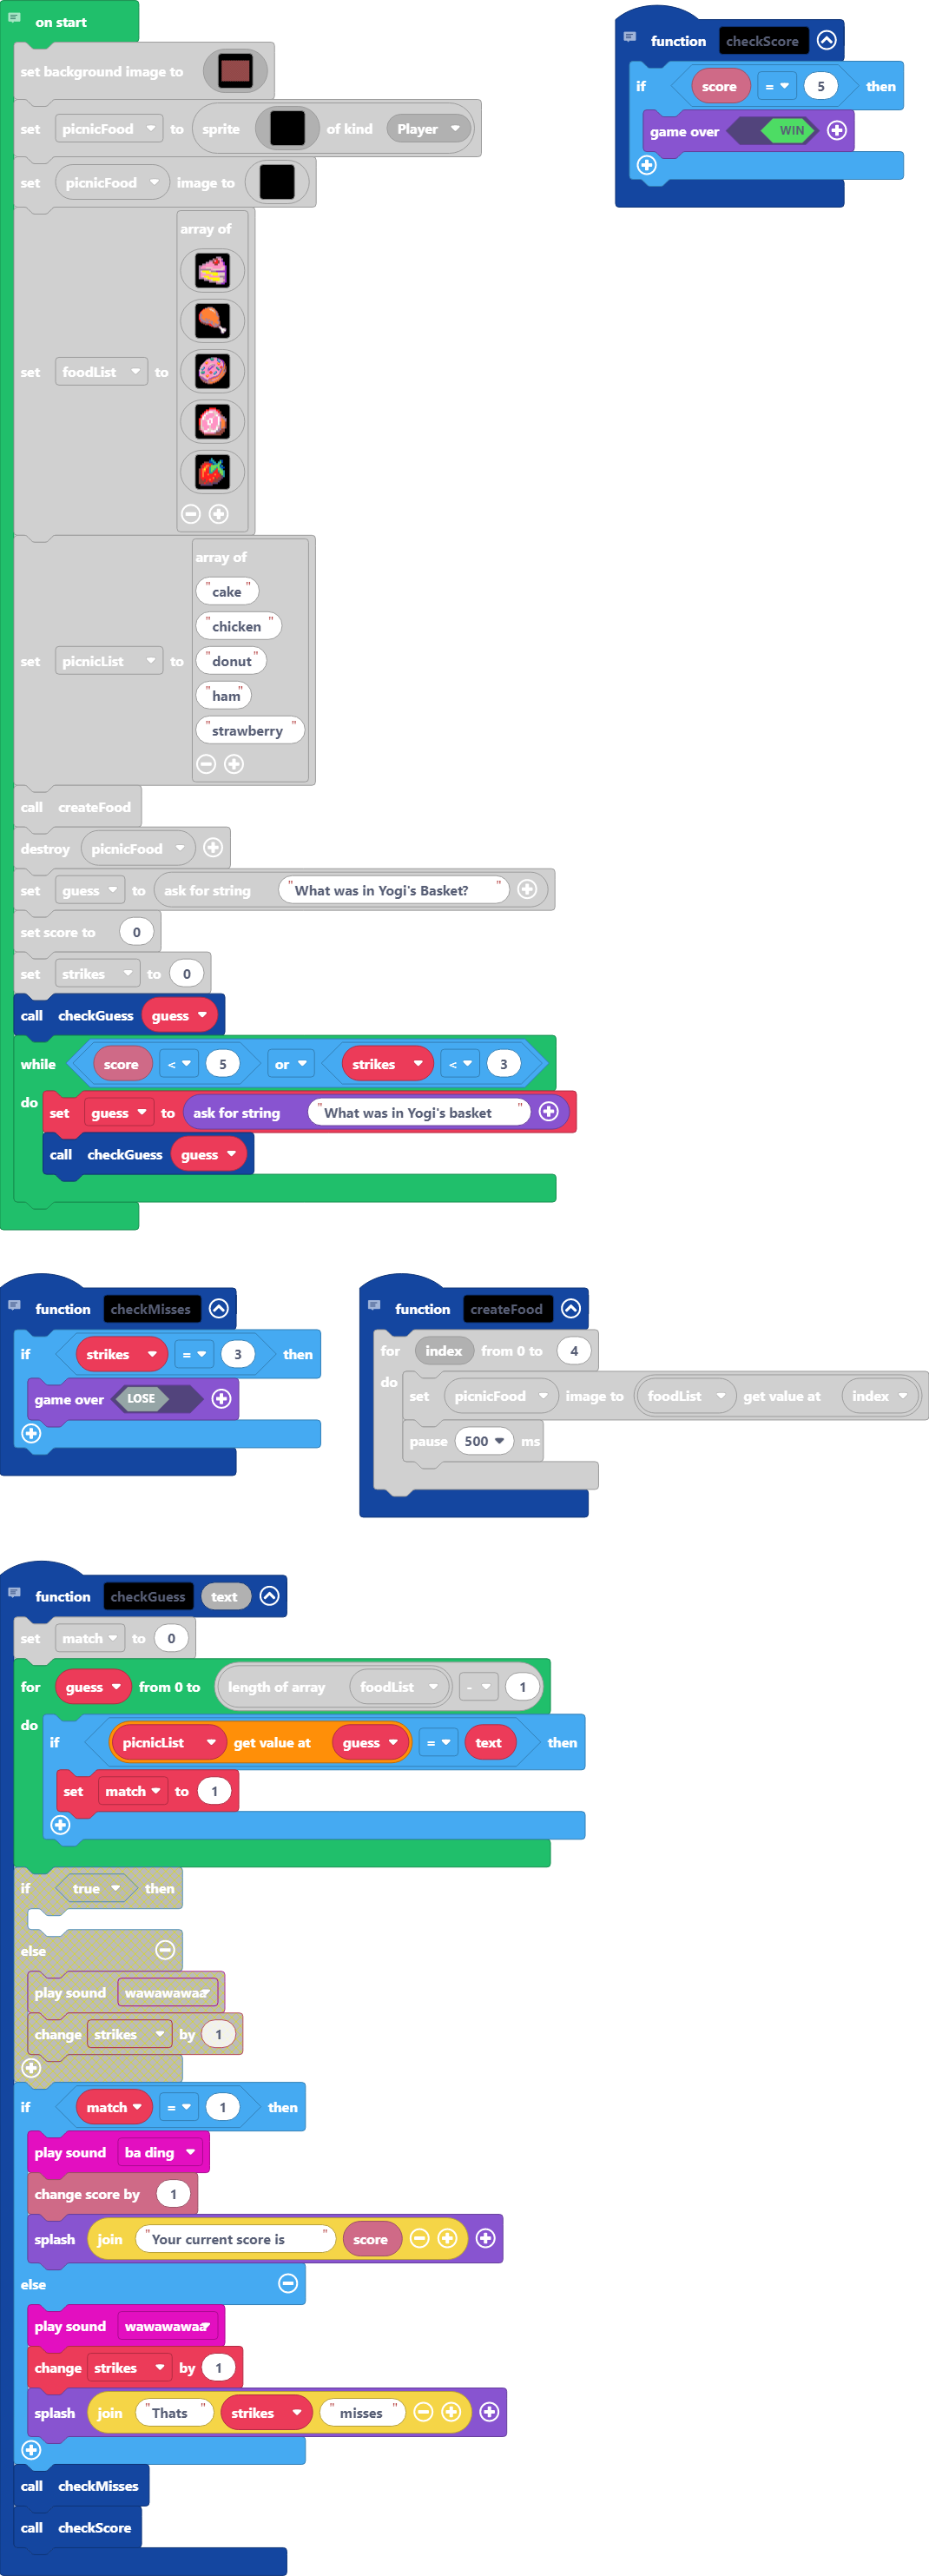 on start
set background image to
set picnicFood to sprite of kind Player
set picnicFood image to
set foodList to array of
set picnicList to array of
"cake"
"chicken"
"donut"
"ham"
"strawberry"
call createFood
destroy picnicFood
set guess to ask for string "What was in Yogi's Basket?"
set score to 0
set strikes to 0
call checkGuess guess
while score < 5 or strikes < 3
do set guess to ask for string "What was in Yogi's basket"
call checkGuess guess
function checkScore
if score = 5 then
game over WIN
function checkMisses
if strikes = 3 then
game over LOSE
function createFood
for index from 0 to 4
do set picnicFood image to foodList get value at index
pause 500 ms
function checkGuess text
set match to 0
for guess from 0 to length of array foodList - 1
do if picnicList get value at guess = text then
set match to 1
if true then
else
play sound wawawawaa
change strikes by 1
if match = 1 then
play sound ba ding
change score by 1
splash join "Your current score is " score
else
play sound wawawawaa
change strikes by 1
splash join "Thats " strikes " misses"
call checkMisses
call checkScore